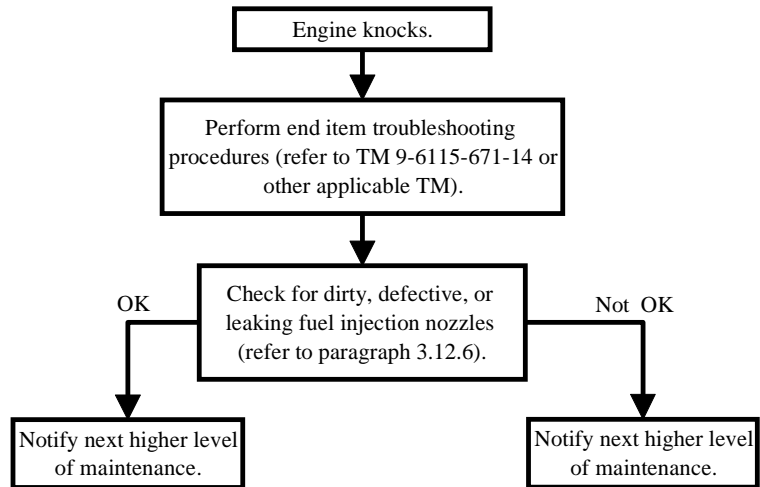 Engine knocks.
Perform end item troubleshooting
procedures (refer to TM 9-6115-671-14 or
other applicable TM).
OK
Check for dirty, defective, or
leaking fuel injection nozzles
(refer to paragraph 3.12.6).
Not OK
Notify next higher level
of maintenance.
Notify next higher level
of maintenance.